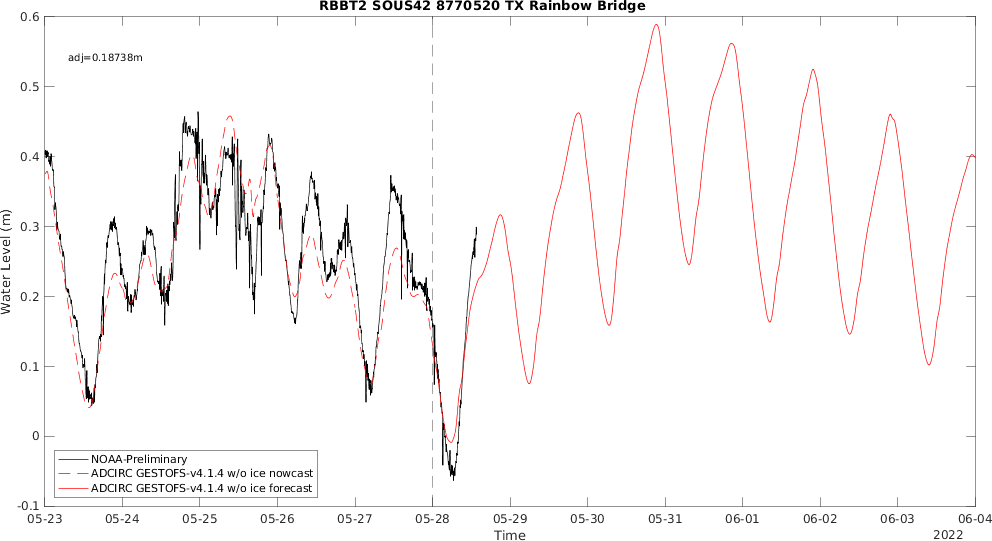 RBBT2 SOUS42 8770520 TX Rainbow Bridge
0.6
adj=0.18738m
0.5
0.4
0.3
Water Level (m)
0.2
0.1
0
NOAA-Preliminary
ADCIRC GESTOFS-v4.1.4 w/o ice nowcast
ADCIRC GESTOFS-v4.1.4 w/o ice forecast
-0.1
05-23 05-24 05-25 05-26 05-27 05-28 05-29 05-30 05-31 06-01 06-02 06-03 06-04
Time
2022